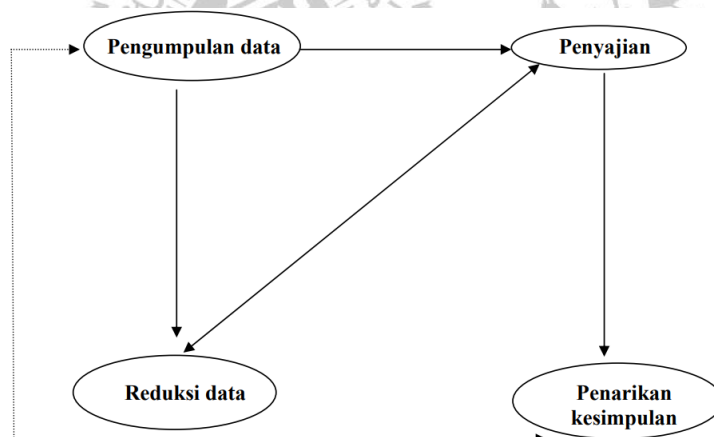 Pengumpulan data
Penyajian
Reduksi data
Penarikan
kesimpulan